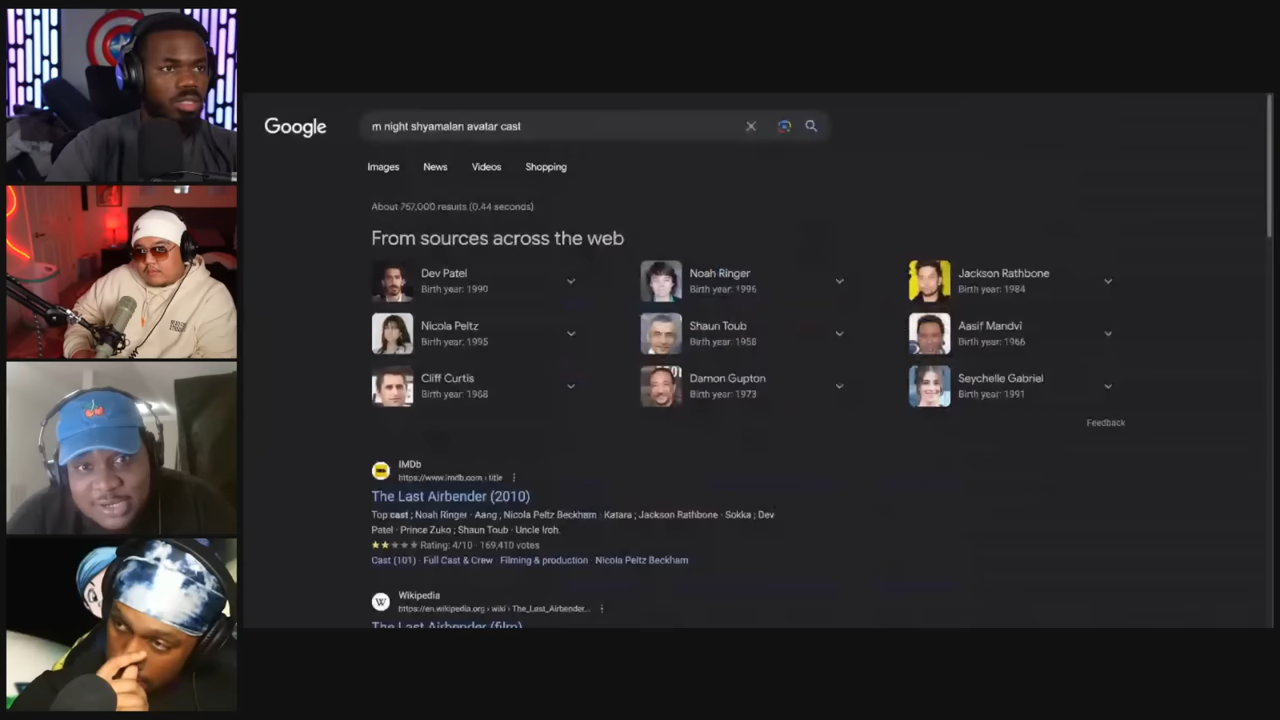 Google
m night shyamalan avatar cast
Images News Videos Shopping
About 757,000 results (0.44 seconds)
From sources across the web
Dev Patel
Birth year: 1990
Noah Ringer
Birth year: 1996
Jackson Rathbone
Birth year: 1984
Nicola Peltz
Birth year: 1995
Shaun Toub
Birth year: 1958
Aasif Mandvi
Birth year: 1966
Cliff Curtis
Birth year: 1968
Damon Gupton
Birth year: 1973
Seychelle Gabriel
Birth year: 1991
Feedback
IMDb
https://www.imdb.com › title
The Last Airbender (2010)
Top cast ; Noah Ringer · Aang ; Nicola Peltz Beckham · Katara ; Jackson Rathbone · Sokka ; Dev
Patel · Prince Zuko ; Shaun Toub · Uncle Iroh.
Rating: 4/10 · 169,410 votes
Cast (101) · Full Cast & Crew · Filming & production · Nicola Peltz Beckham
W
Wikipedia
https://en.wikipedia.org › wiki › The_Last_Airbender...
The Last Airbender (film)